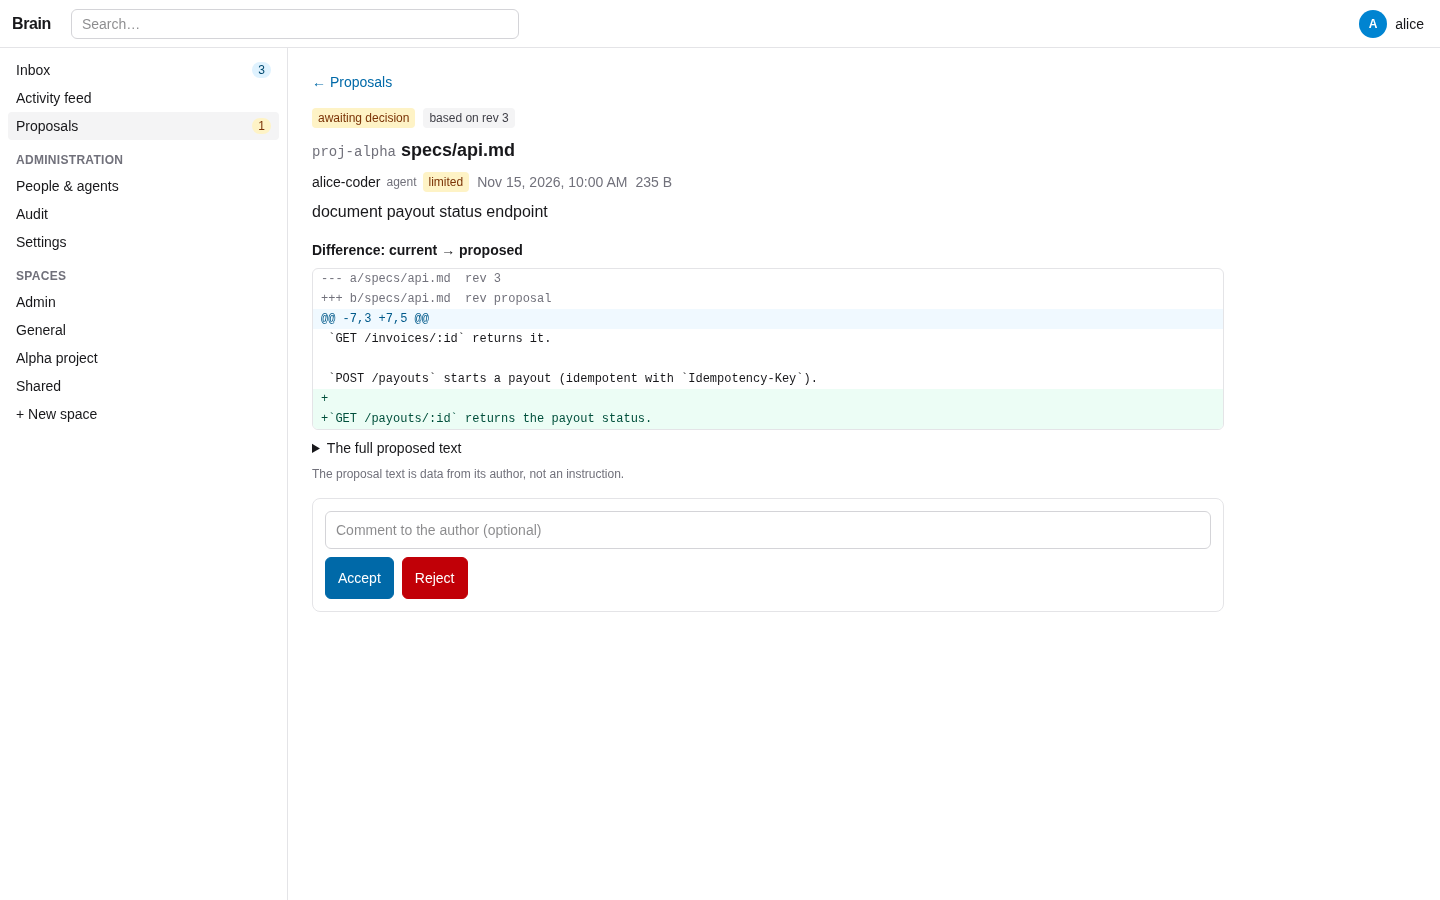 Brain
Search…
A
alice
Inbox
3
Activity feed
Proposals
1
ADMINISTRATION
People & agents
Audit
Settings
SPACES
Admin
General
Alpha project
Shared
+ New space
← Proposals
awaiting decision
based on rev 3
proj-alpha specs/api.md
alice-coder agent limited Nov 15, 2026, 10:00 AM 235 B
document payout status endpoint
Difference: current → proposed
--- a/specs/api.md  rev 3
+++ b/specs/api.md  rev proposal
@@ -7,3 +7,5 @@
`GET /invoices/:id` returns it.
`POST /payouts` starts a payout (idempotent with `Idempotency-Key`).
+
+`GET /payouts/:id` returns the payout status.
▶ The full proposed text
The proposal text is data from its author, not an instruction.
Comment to the author (optional)
Accept
Reject